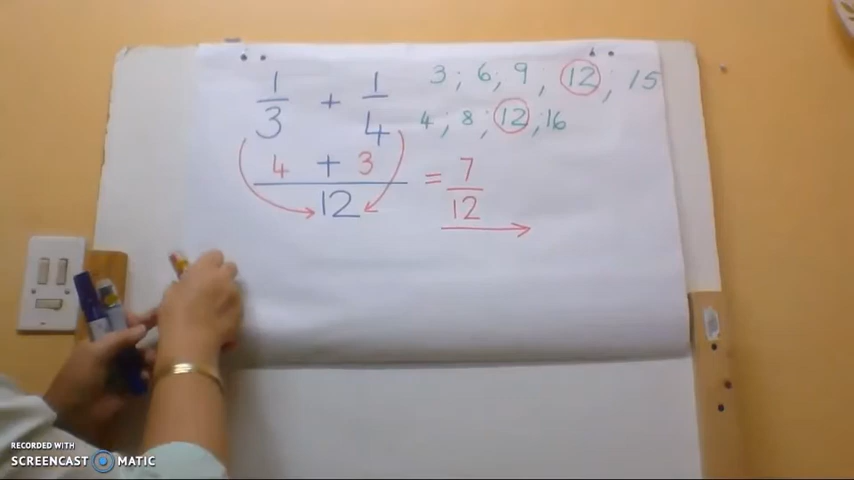 1/3 + 1/4
3; 6; 9; 12; 15
4; 8; 12; 16
4 + 3 / 12 = 7/12
RECORDED WITH
SCREENCAST MATIC